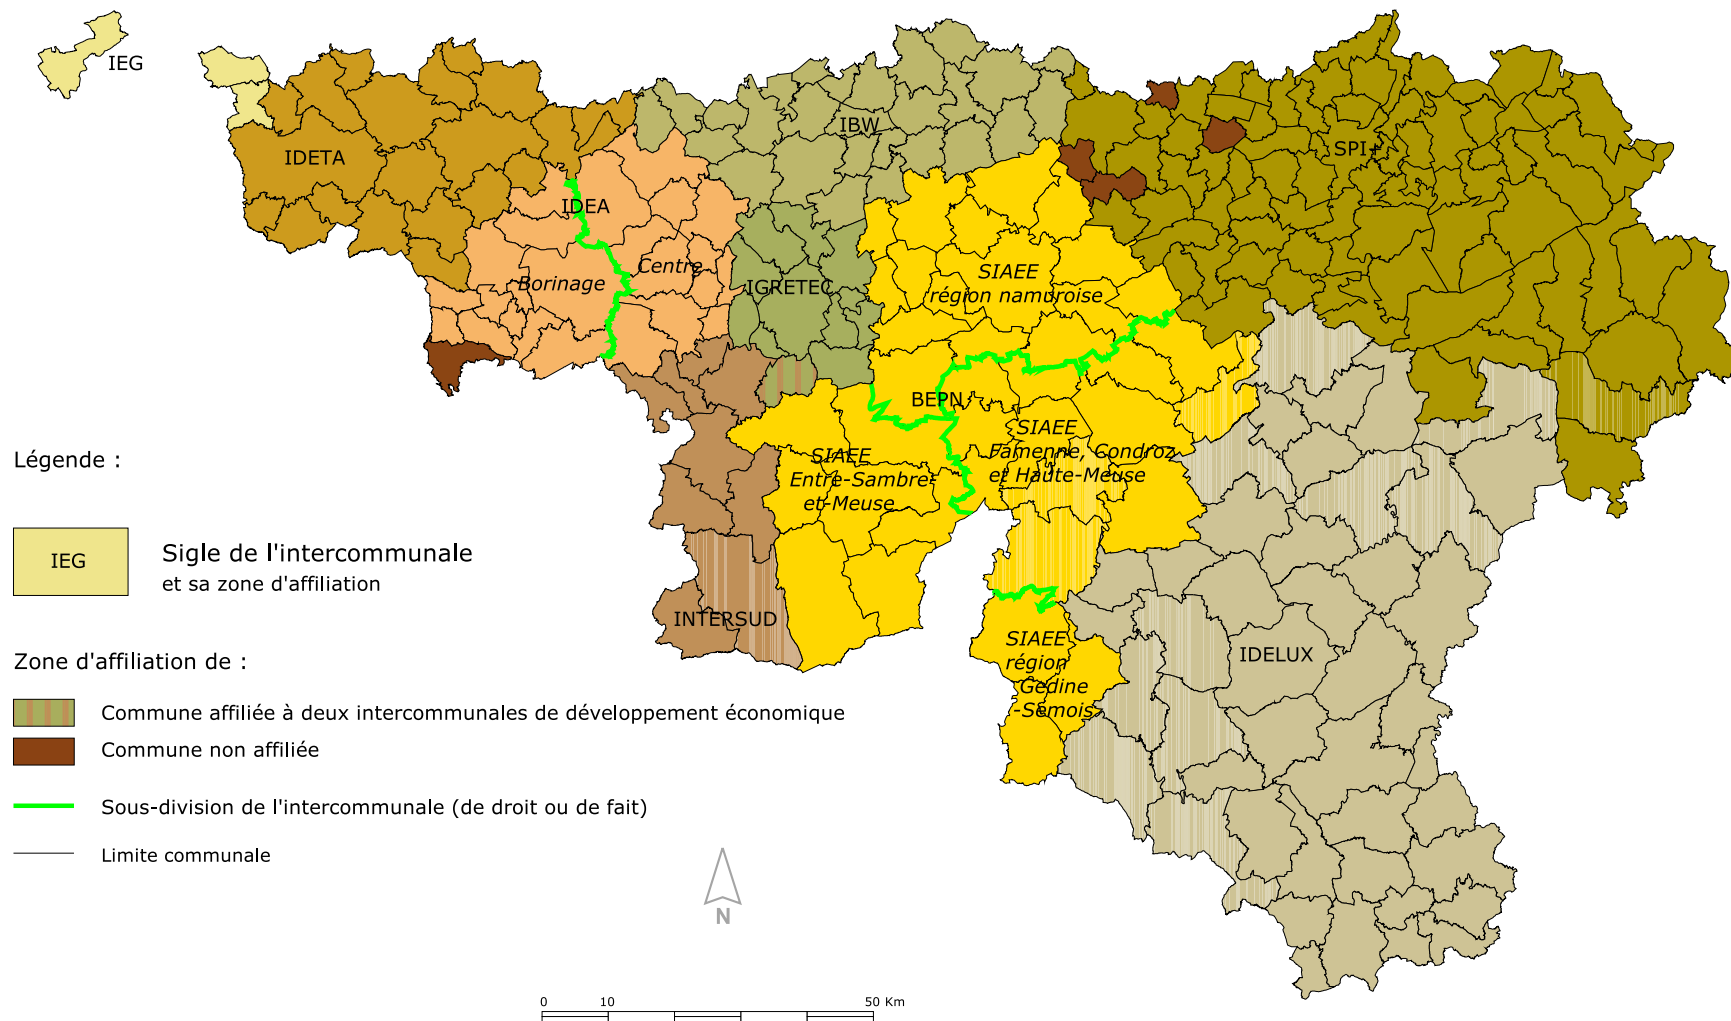 IEG
IBW
IDETA
SPI+
IDEA
Centre
SIAEE
région namuroise
Borinage
IGRETEC
BEPN
SIAEE
Famenne, Condroz
et Haute-Meuse
SIAEE
Entre-Sambre-
et-Meuse
INTERSUD
SIAEE
région
Gedine
-Semois
IDELUX
Légende :
IEG
Sigle de l'intercommunale
et sa zone d'affiliation
Zone d'affiliation de :
Commune affiliée à deux intercommunales de développement économique
Commune non affiliée
Sous-division de l'intercommunale (de droit ou de fait)
Limite communale
N
0 10 50 Km